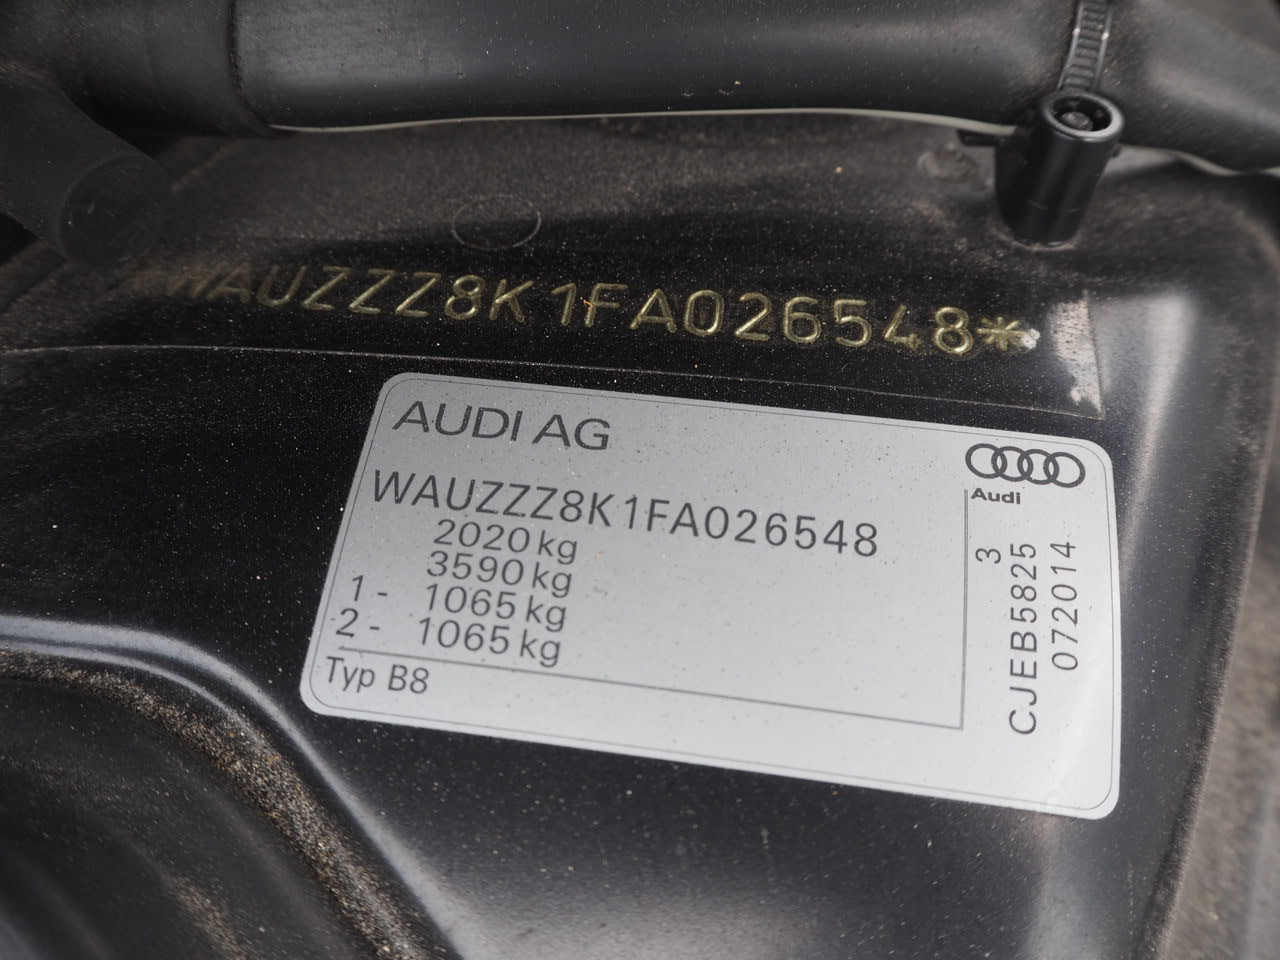 *WAUZZZ8K1FA026548*
AUDI AG
Audi
WAUZZZ8K1FA026548
2020 kg
3590 kg
1 - 1065 kg
2 - 1065 kg
Typ B8
3
CJEB5825
072014